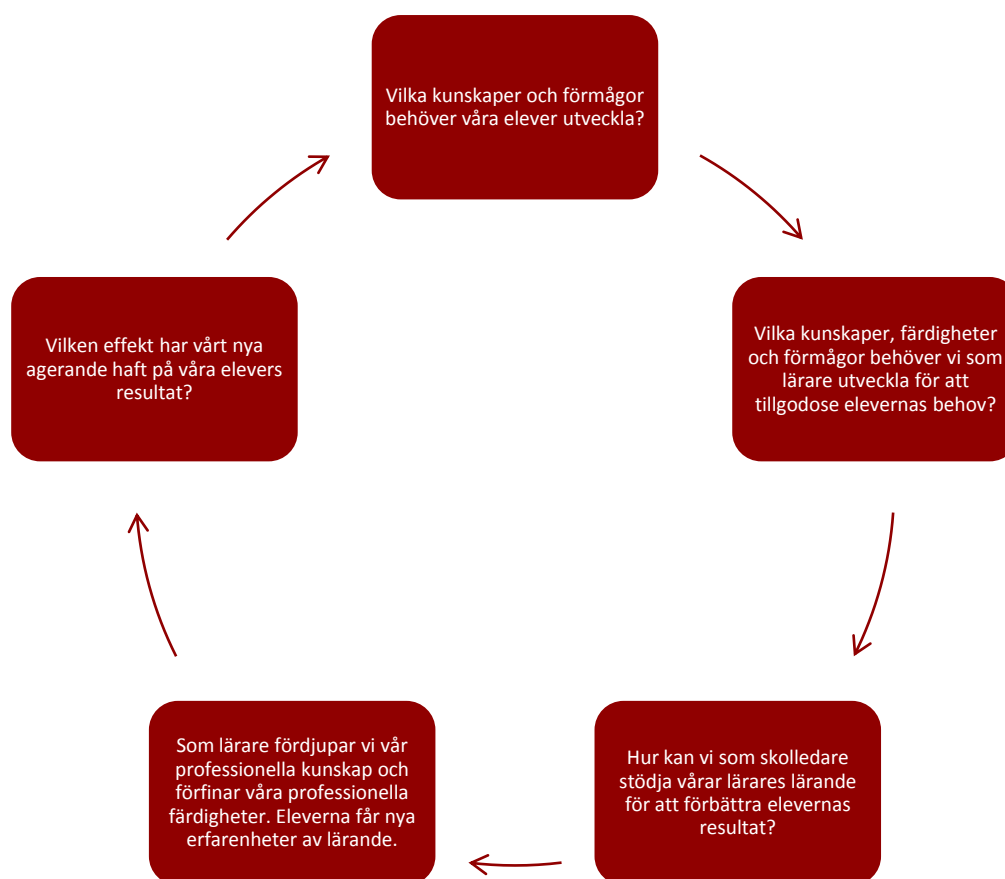 Vilka kunskaper och förmågor
behöver våra elever utveckla?
Vilka kunskaper, färdigheter
och förmågor behöver vi som
lärare utveckla för att
tillgodose elevernas behov?
Hur kan vi som skolledare
stödja vårar lärares lärande
för att förbättra elevernas
resultat?
Som lärare fördjupar vi vår
professionella kunskap och
förfinar våra professionella
färdigheter. Eleverna får nya
erfarenheter av lärande.
Vilken effekt har vårt nya
agerande haft på våra elevers
resultat?